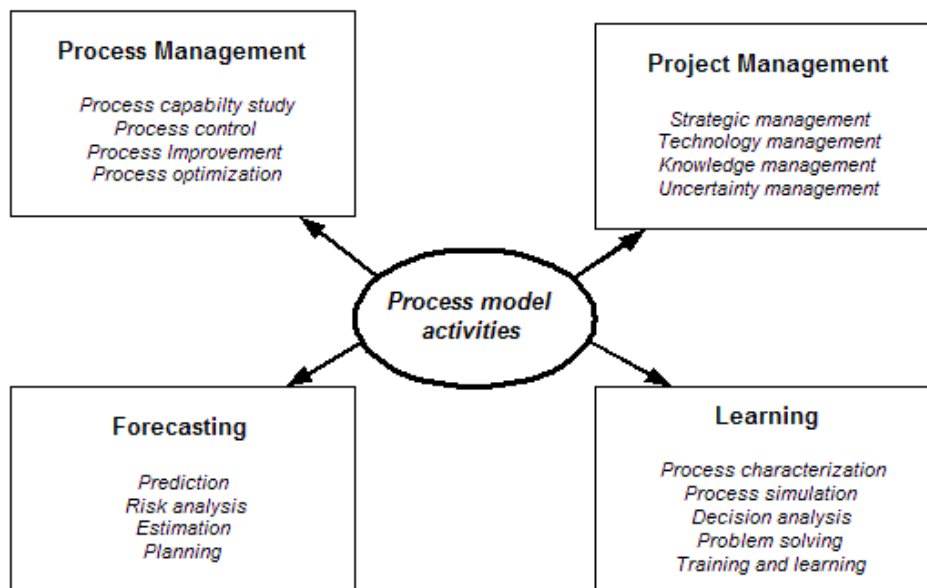 Process Management
Process capabilty study
Process control
Process Improvement
Process optimization
Project Management
Strategic management
Technology management
Knowledge management
Uncertainty management
Process model
activities
Forecasting
Prediction
Risk analysis
Estimation
Planning
Learning
Process characterization
Process simulation
Decision analysis
Problem solving
Training and learning